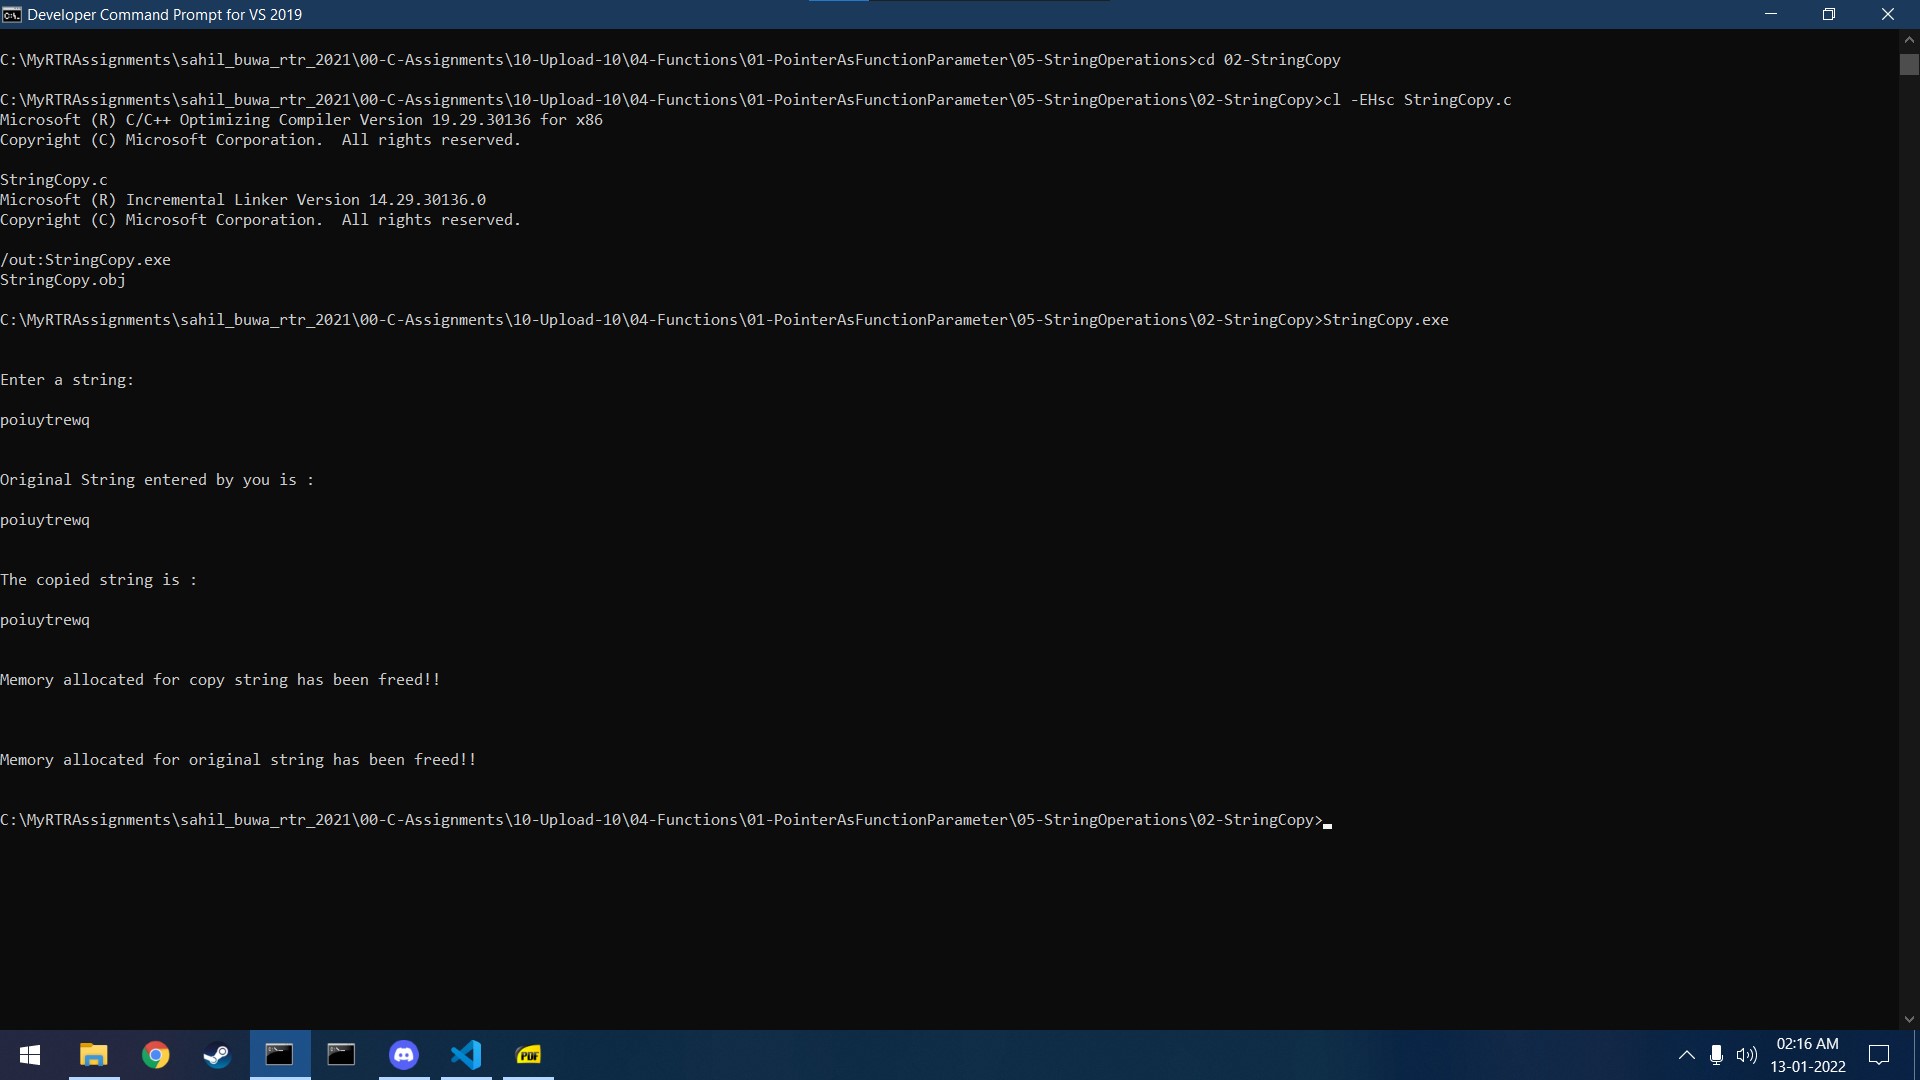 Developer Command Prompt for VS 2019
C:\MyRTRAssignments\sahil_buwa_rtr_2021\00-C-Assignments\10-Upload-10\04-Functions\01-PointerAsFunctionParameter\05-StringOperations>cd 02-StringCopy
C:\MyRTRAssignments\sahil_buwa_rtr_2021\00-C-Assignments\10-Upload-10\04-Functions\01-PointerAsFunctionParameter\05-StringOperations\02-StringCopy>cl -EHsc StringCopy.c
Microsoft (R) C/C++ Optimizing Compiler Version 19.29.30136 for x86
Copyright (C) Microsoft Corporation.  All rights reserved.
StringCopy.c
Microsoft (R) Incremental Linker Version 14.29.30136.0
Copyright (C) Microsoft Corporation.  All rights reserved.
/out:StringCopy.exe
StringCopy.obj
C:\MyRTRAssignments\sahil_buwa_rtr_2021\00-C-Assignments\10-Upload-10\04-Functions\01-PointerAsFunctionParameter\05-StringOperations\02-StringCopy>StringCopy.exe
Enter a string:
poiuytrewq
Original String entered by you is :
poiuytrewq
The copied string is :
poiuytrewq
Memory allocated for copy string has been freed!!
Memory allocated for original string has been freed!!
C:\MyRTRAssignments\sahil_buwa_rtr_2021\00-C-Assignments\10-Upload-10\04-Functions\01-PointerAsFunctionParameter\05-StringOperations\02-StringCopy>
PDF
02:16 AM
13-01-2022